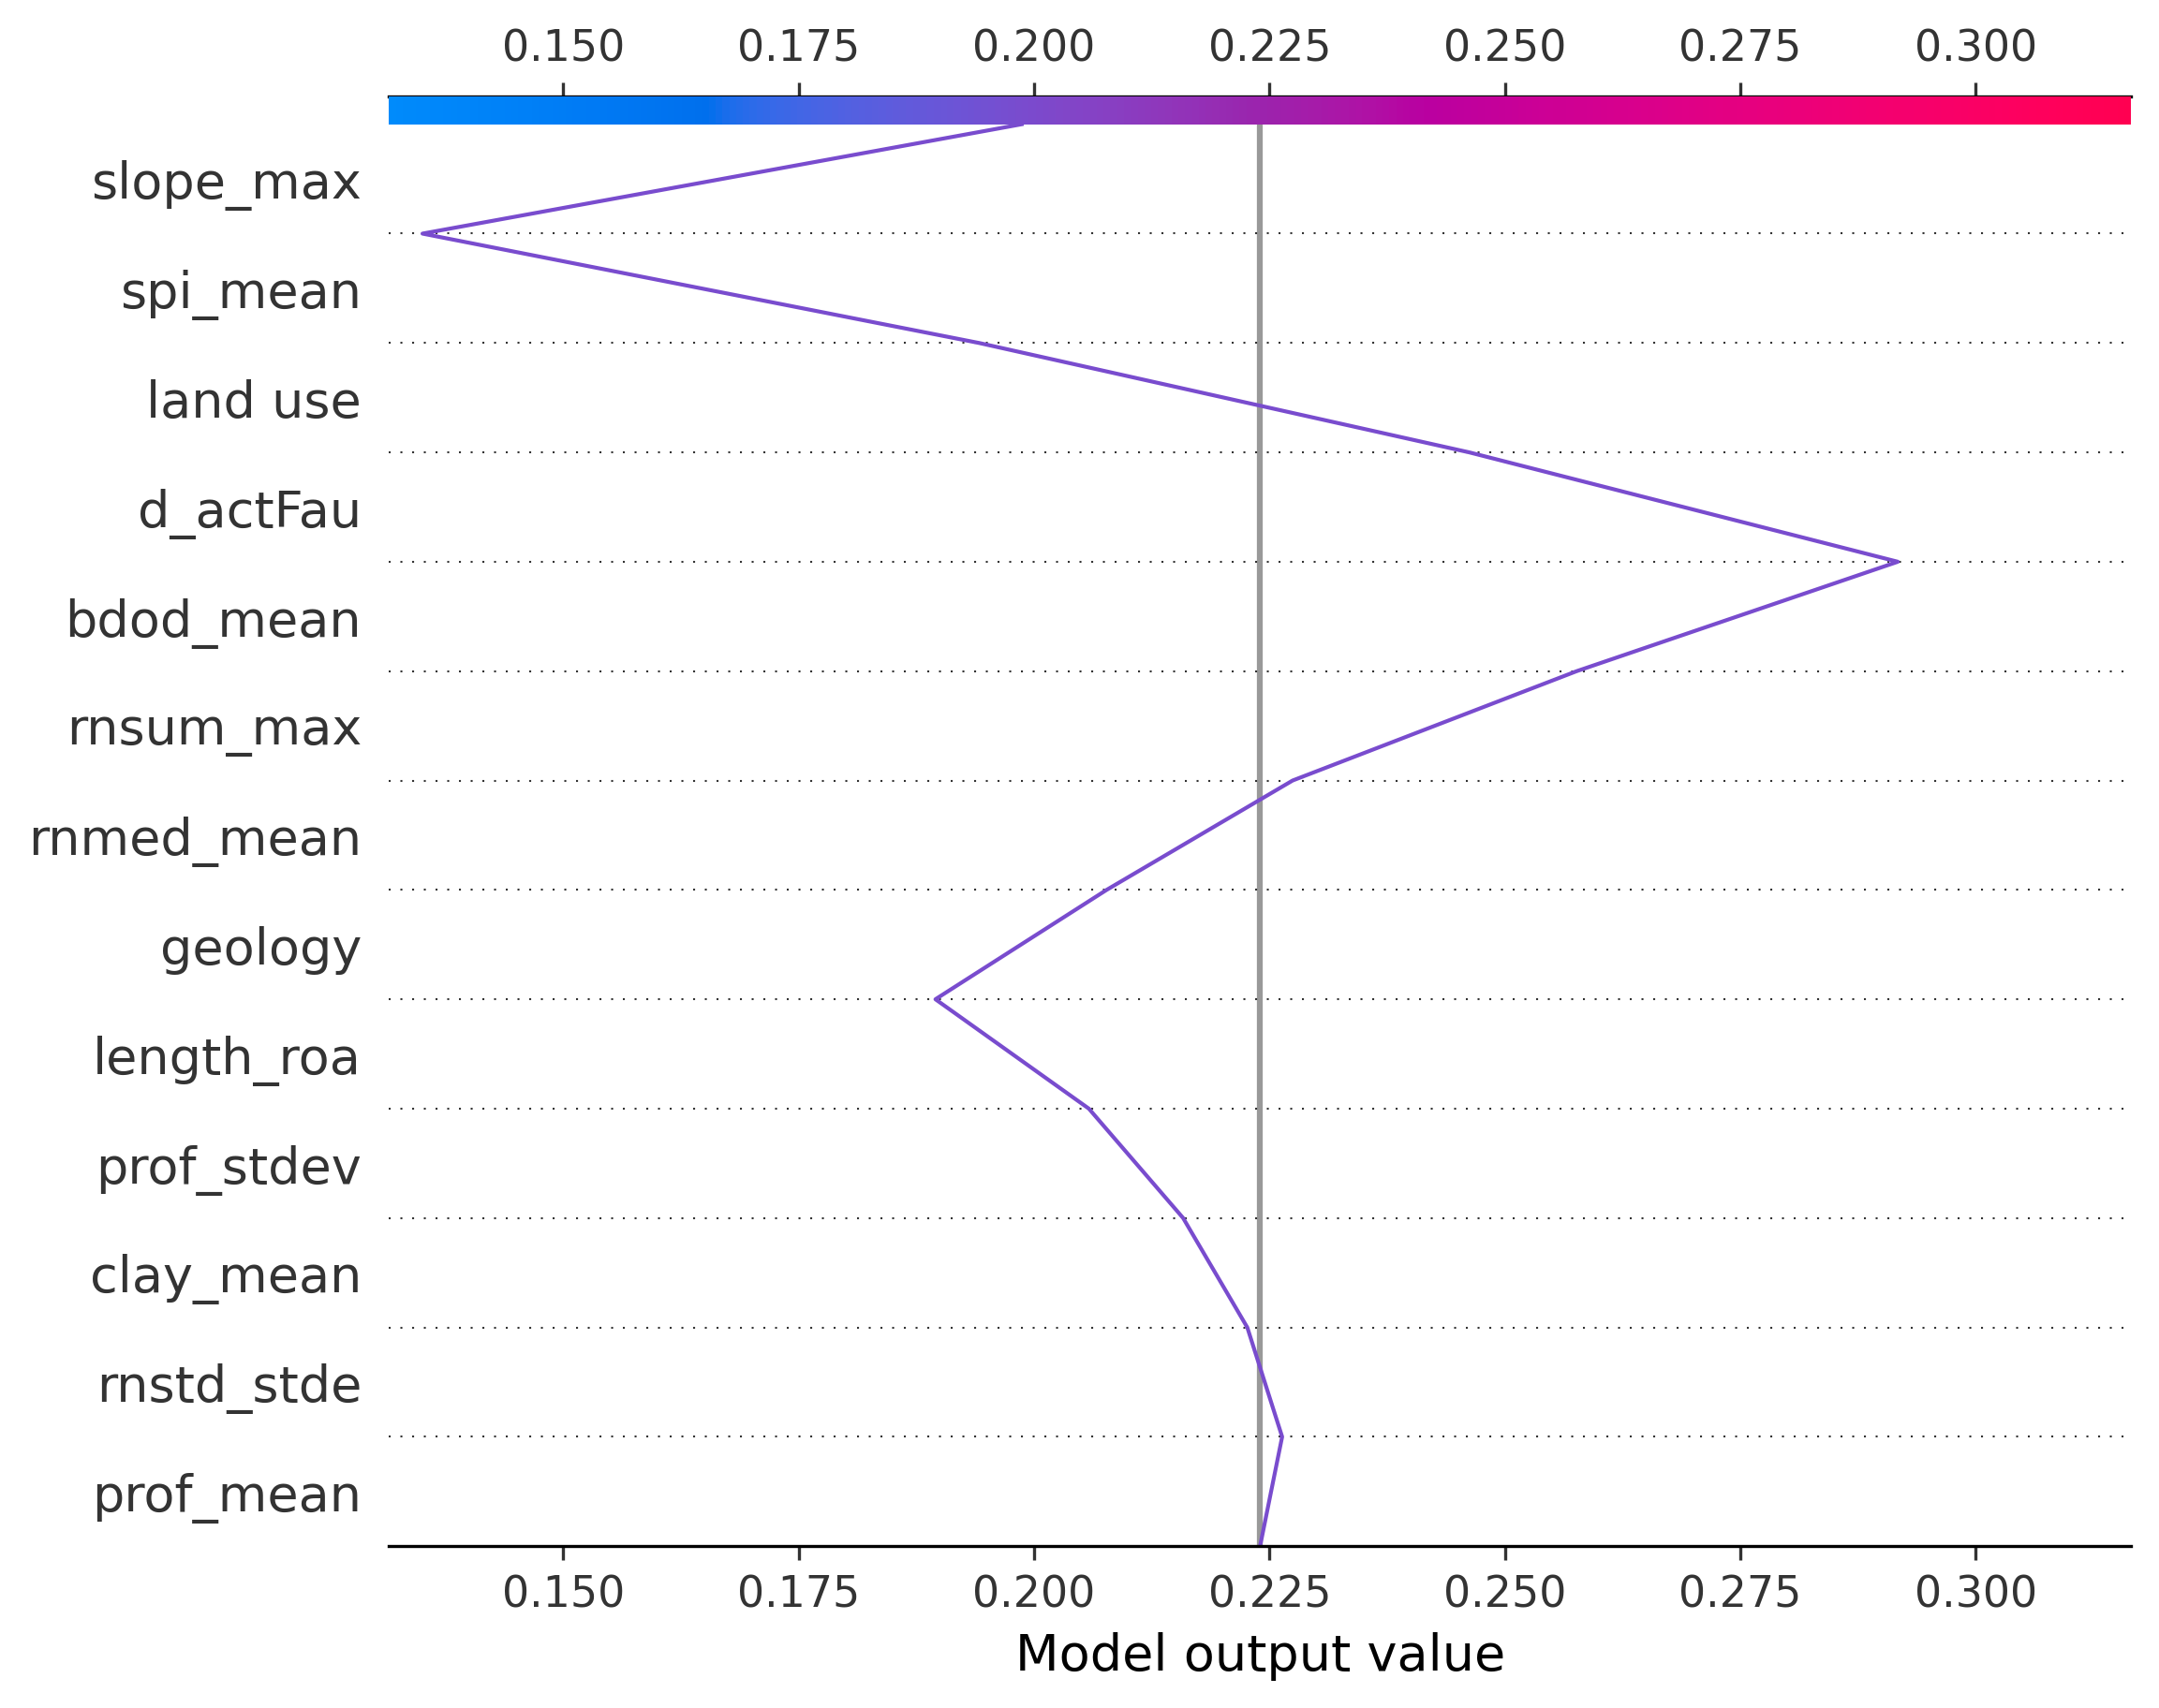 0.150 0.175 0.200 0.225 0.250 0.275 0.300
slope_max
spi_mean
land use
d_actFau
bdod_mean
rnsum_max
rnmed_mean
geology
length_roa
prof_stdev
clay_mean
rnstd_stde
prof_mean
0.150 0.175 0.200 0.225 0.250 0.275 0.300
Model output value